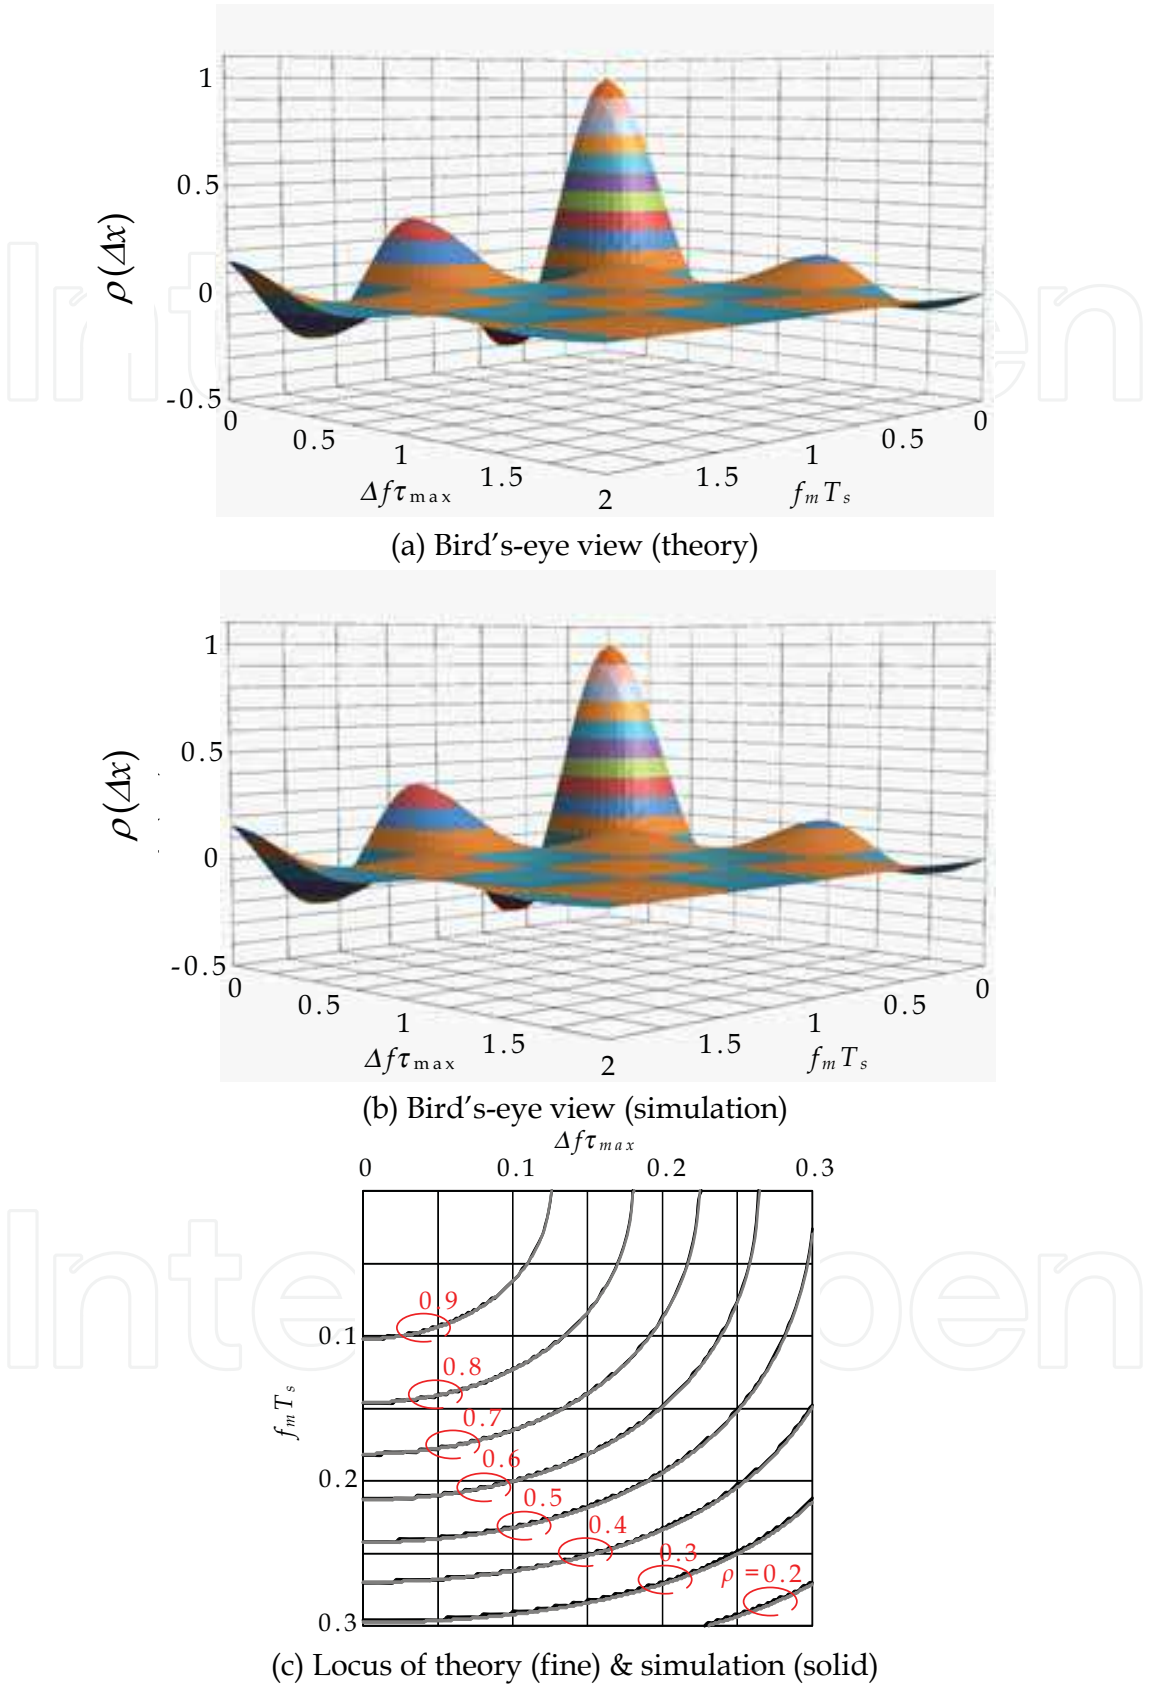 1
0.5
0
-0.5
ρ(Δx)
0
0.5
1
1.5
2
Δfτmax
1.5
1
0.5
0
fmTs
(a) Bird's-eye view (theory)
1
0.5
0
-0.5
ρ(Δx)
0
0.5
1
1.5
2
Δfτmax
1.5
1
0.5
0
fmTs
(b) Bird's-eye view (simulation)
Δfτmax
0 0.1 0.2 0.3
0.9
0.1
0.8
fmTs
0.7
0.6
0.2
0.5
0.4
0.3
ρ =0.2
0.3
(c) Locus of theory (fine) & simulation (solid)